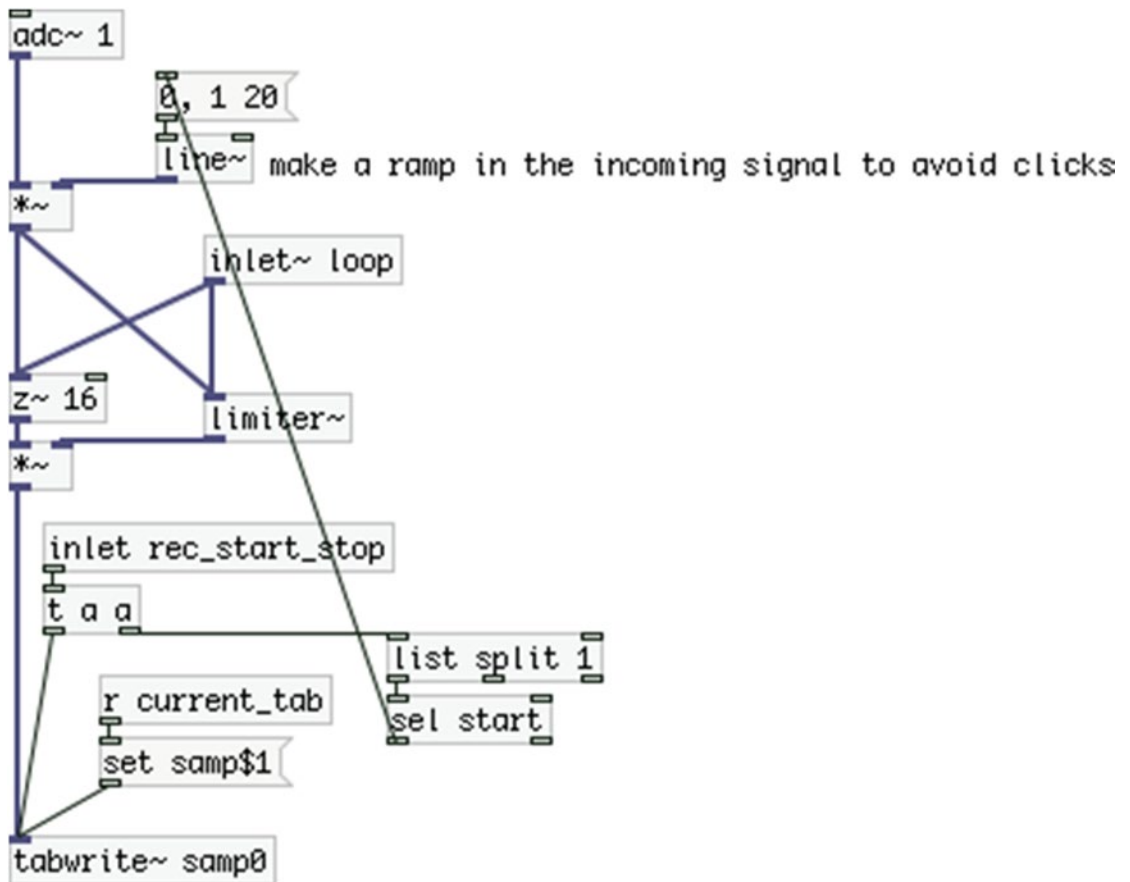 adc~ 1
0, 1 20
line~
make a ramp in the incoming signal to avoid clicks
*~
inlet~ loop
z~ 16
limiter~
*~
inlet rec_start_stop
t a a
list split 1
r current_tab
sel start
set samp$1
tabwrite~ samp0